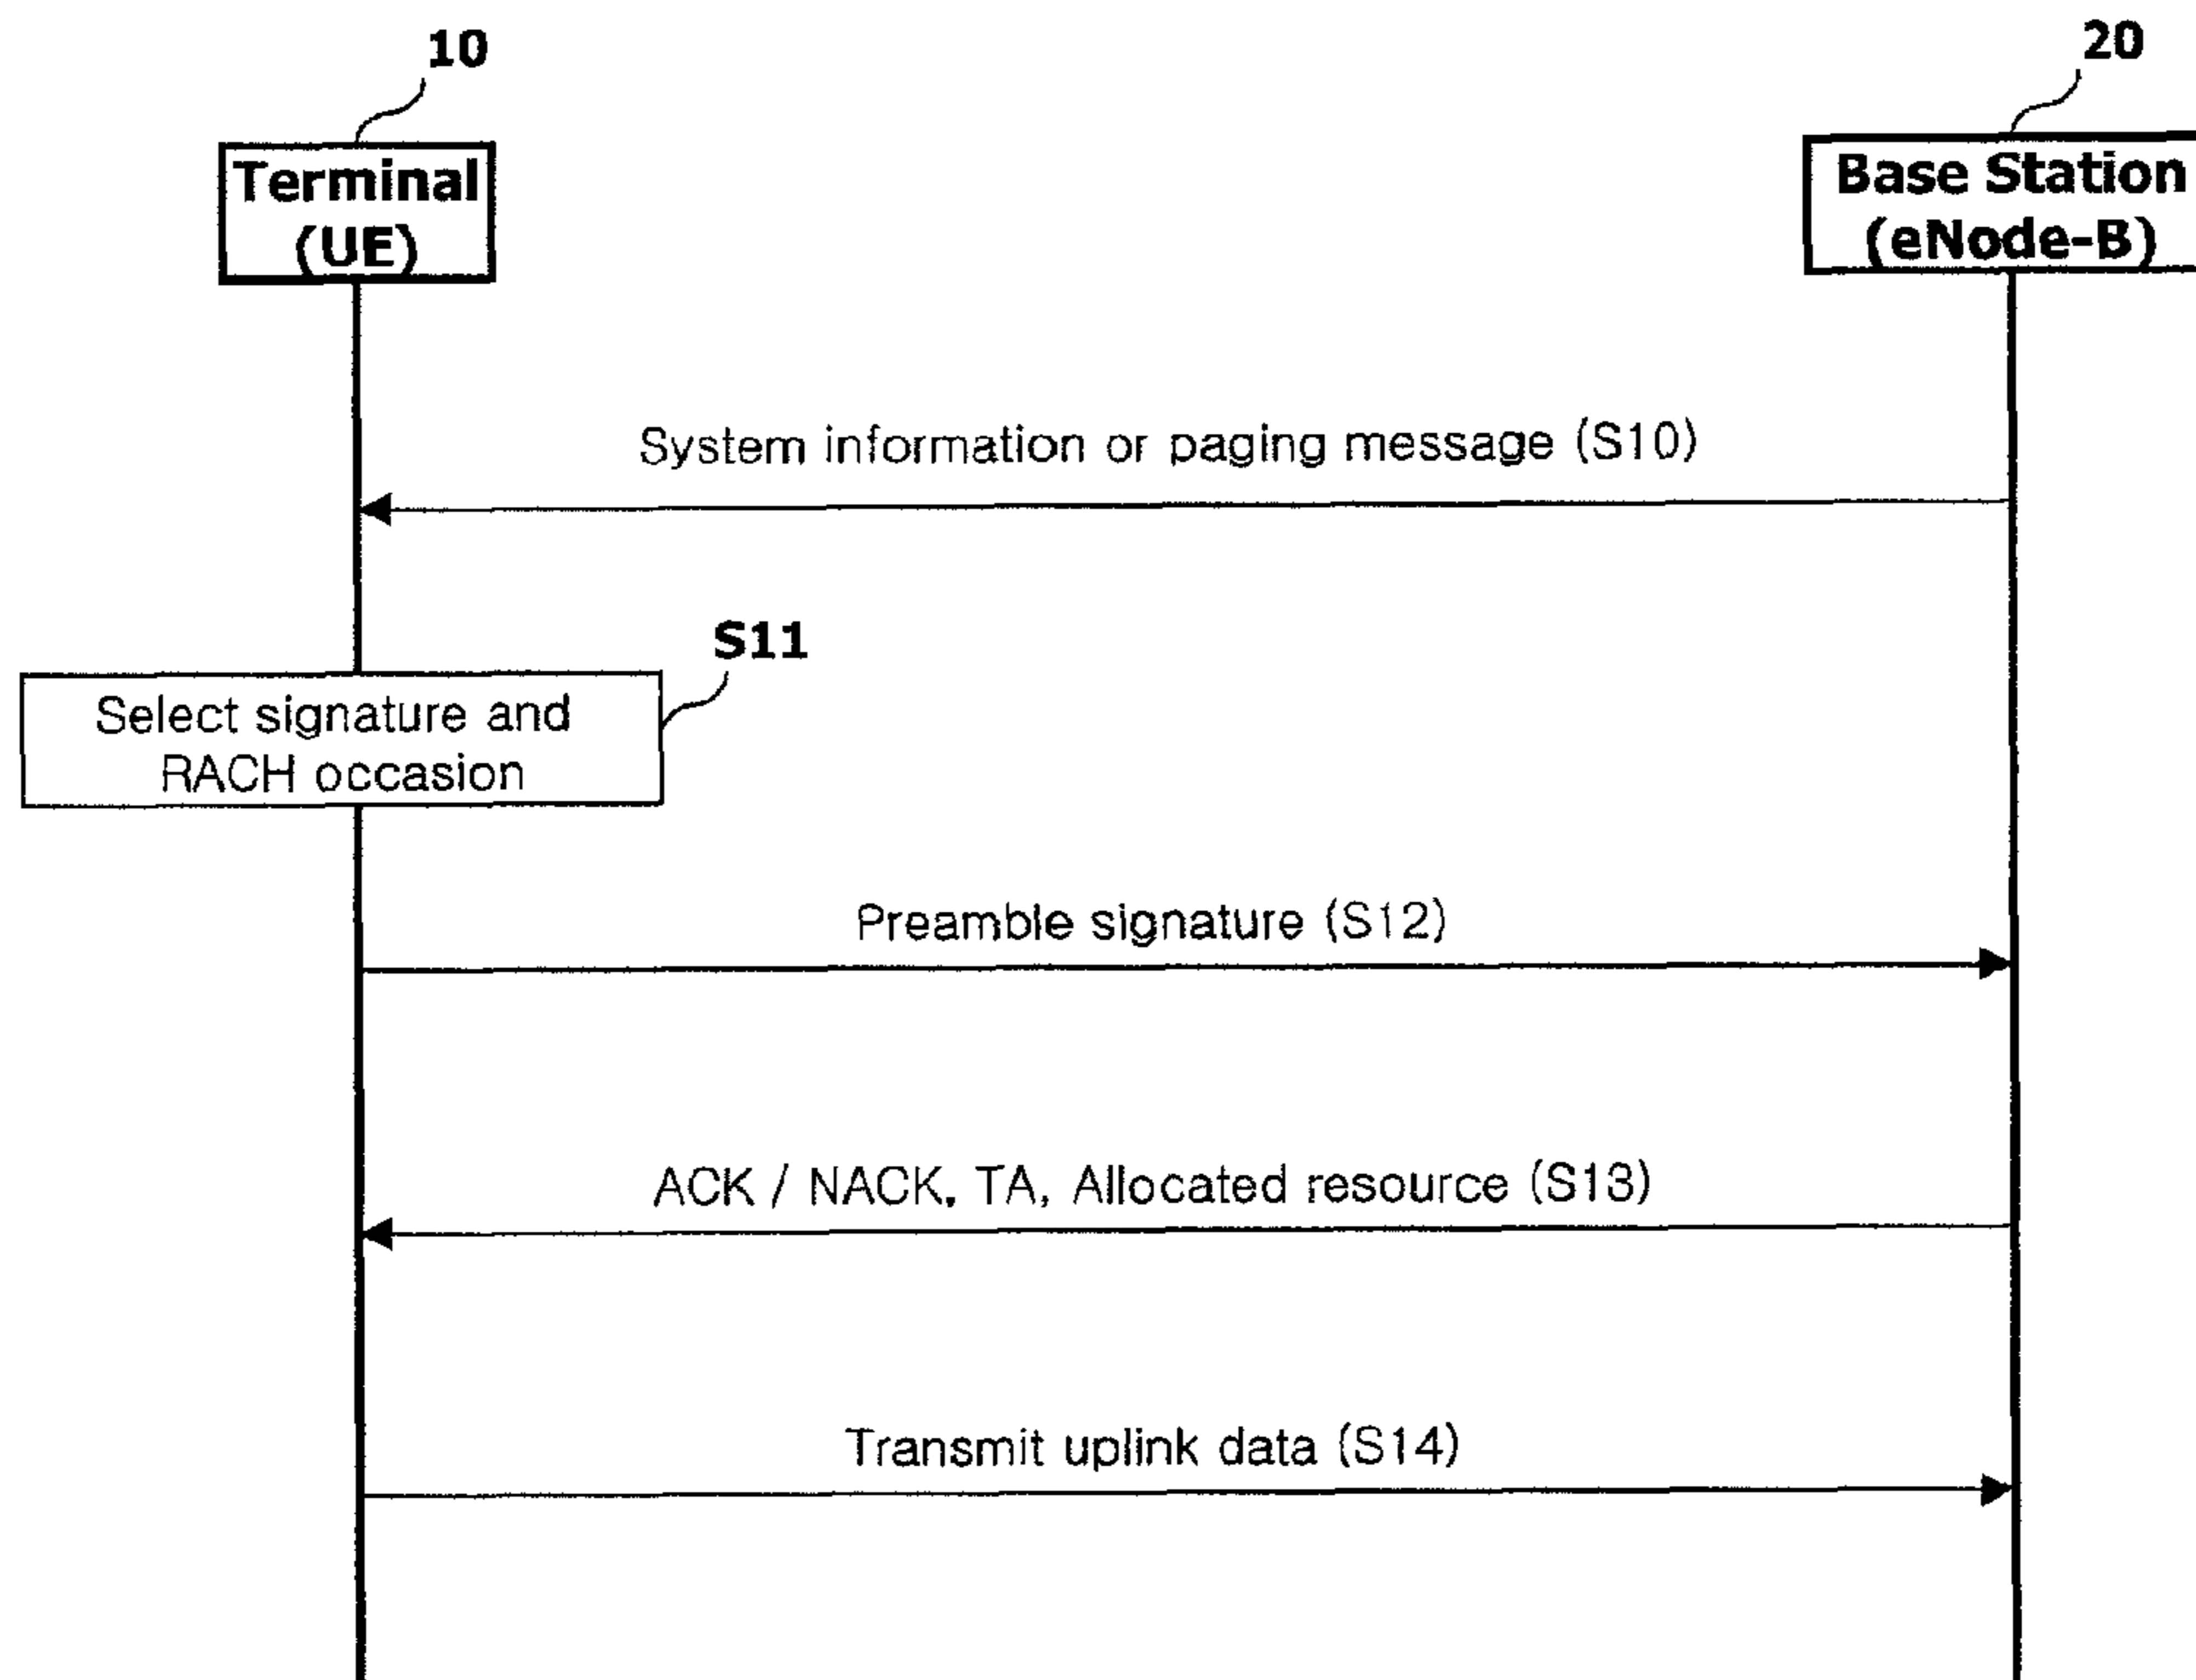 10
20
Terminal
(UE)
Base Station
(eNode-B)
System information or paging message (S10)
S11
Select signature and
RACH occasion
Preamble signature (S12)
ACK / NACK, TA, Allocated resource (S13)
Transmit uplink data (S14)